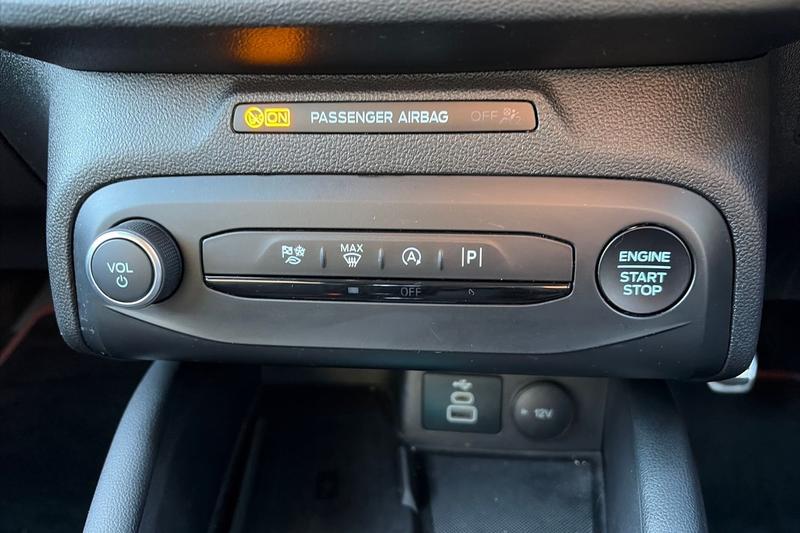 ON PASSENGER AIRBAG OFF
VOL
MAX
A
P
OFF
ENGINE
START
STOP
12V